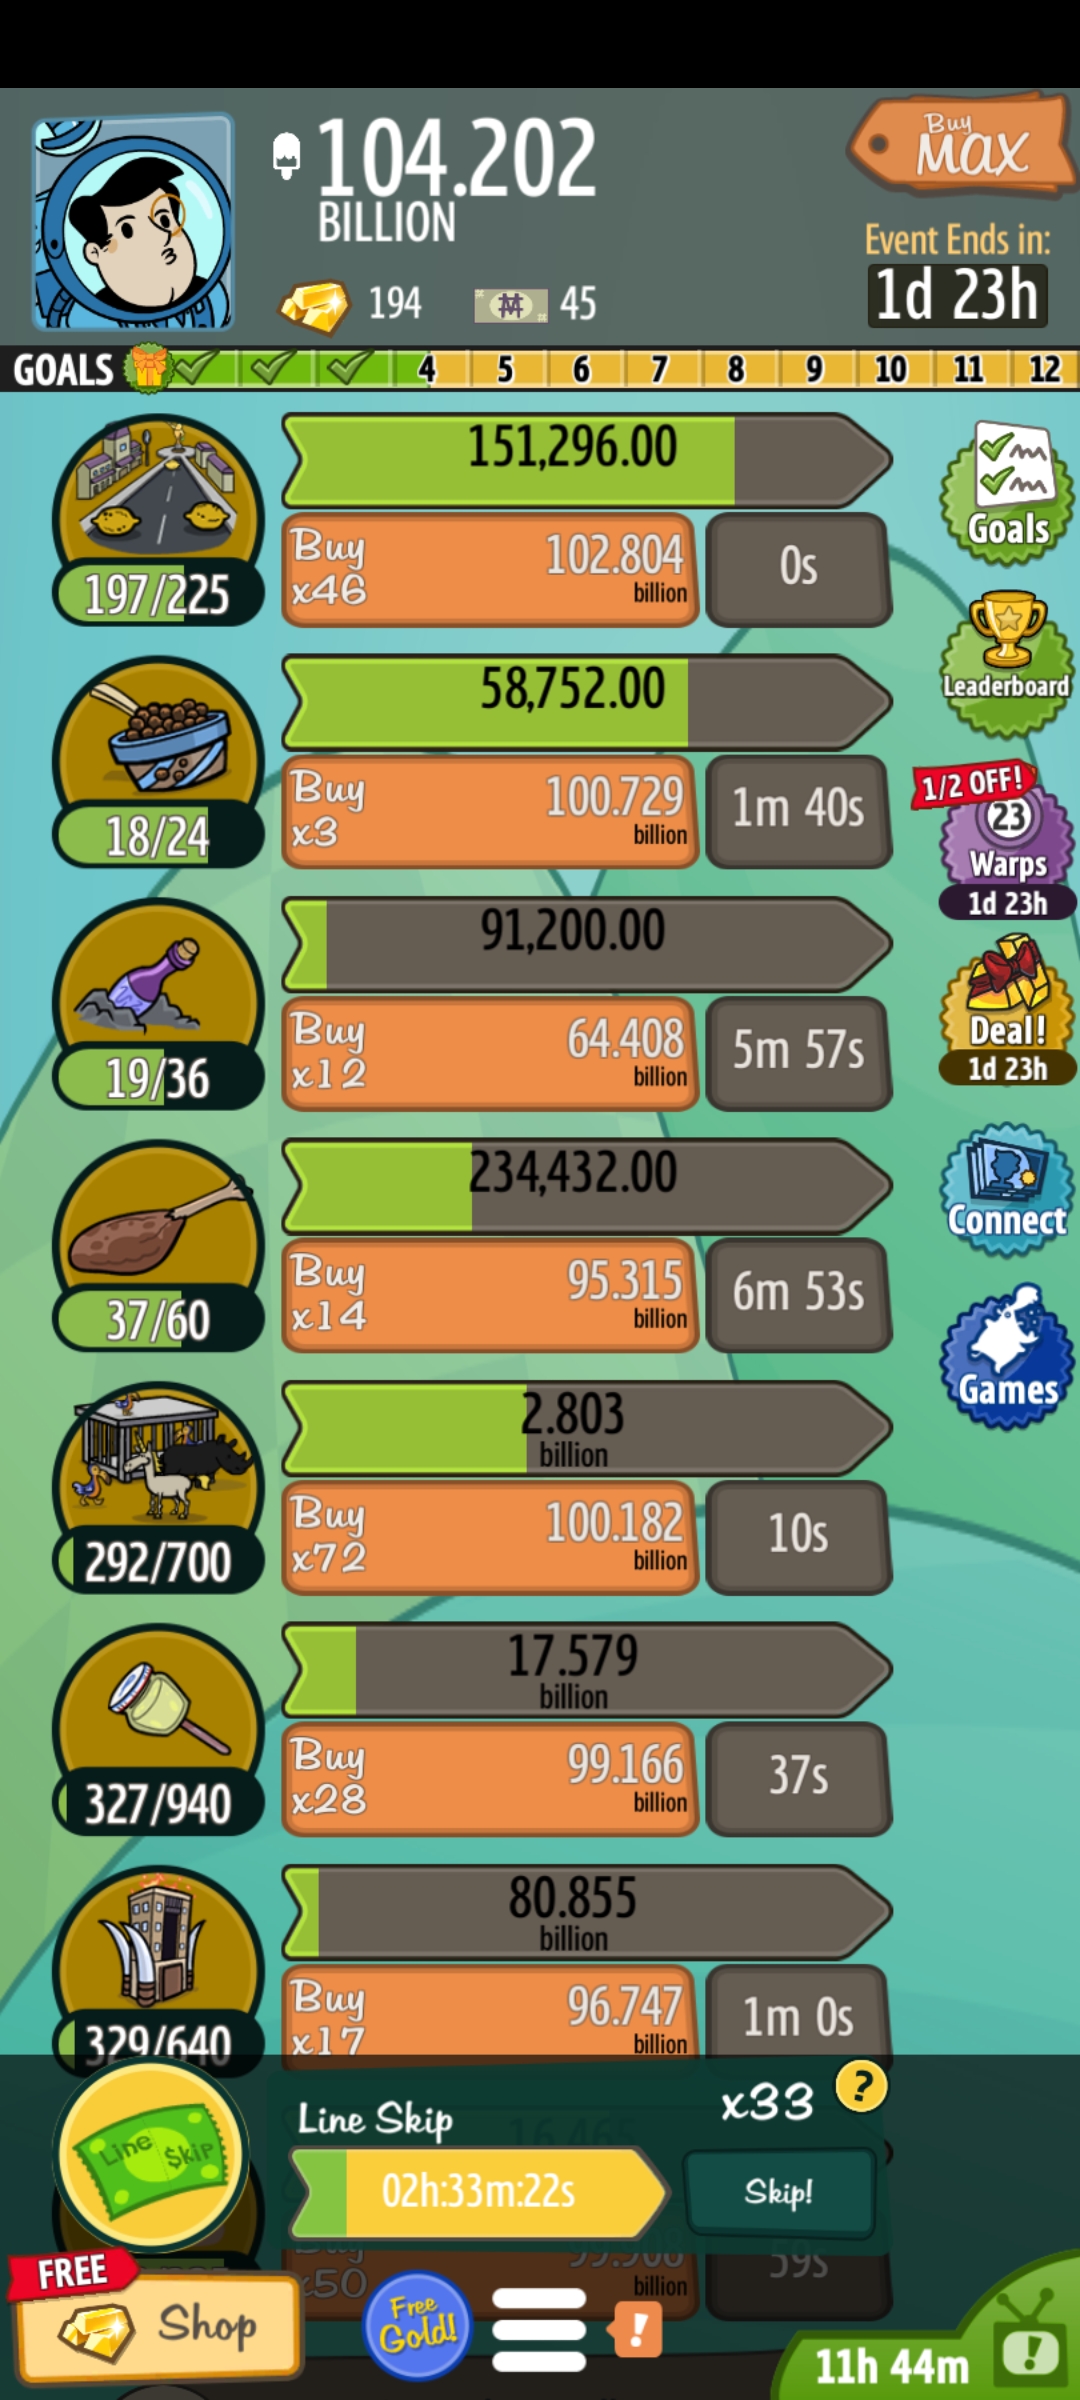 104.202
BILLION
Buy
MAX
Event Ends in:
1d 23h
194
45
GOALS 4 5 6 7 8 9 10 11 12
151,296.00
Buy
x46
102.804
billion
0s
197/225
Goals
58,752.00
Leaderboard
Buy
x3
100.729
billion
1m 40s
18/24
1/2 OFF!
23
Warps
1d 23h
91,200.00
Buy
x12
64.408
billion
5m 57s
19/36
Deal!
1d 23h
234,432.00
Connect
Buy
x14
95.315
billion
6m 53s
37/60
Games
2.803
billion
Buy
x72
100.182
billion
10s
292/700
17.579
billion
Buy
x28
99.166
billion
37s
327/940
80.855
billion
Buy
x17
96.747
billion
1m 0s
329/640
Line Skip
Line Skip
x33
?
16.465
02h:33m:22s
Skip!
Buy
x50
billion
59s
FREE
Shop
Free
Gold!
!
11h 44m
!